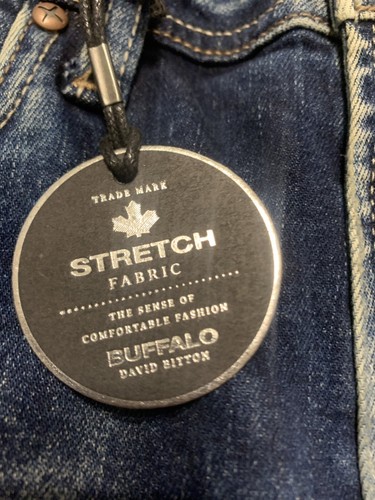 TRADE MARK
STRETCH
FABRIC
THE SENSE OF
COMFORTABLE FASHION
BUFFALO
DAVID BITTON